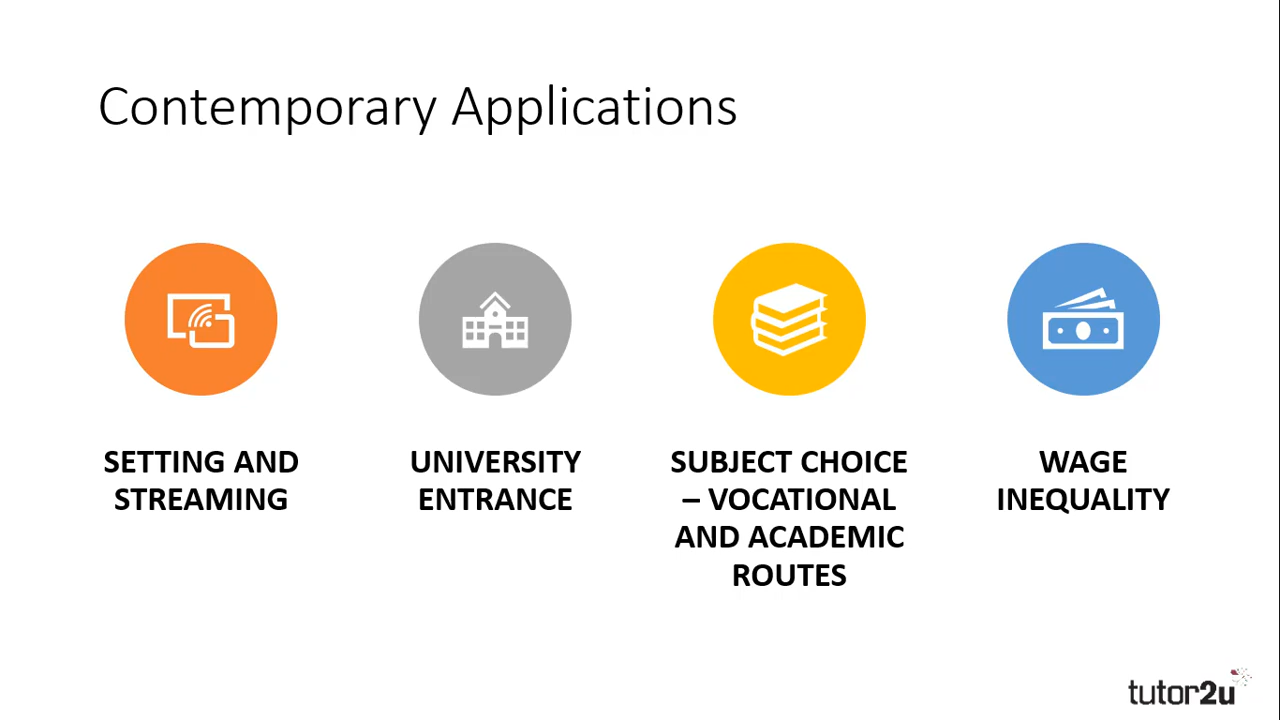 Contemporary Applications
SETTING AND
STREAMING
UNIVERSITY
ENTRANCE
SUBJECT CHOICE
– VOCATIONAL
AND ACADEMIC
ROUTES
WAGE
INEQUALITY
tutor2u